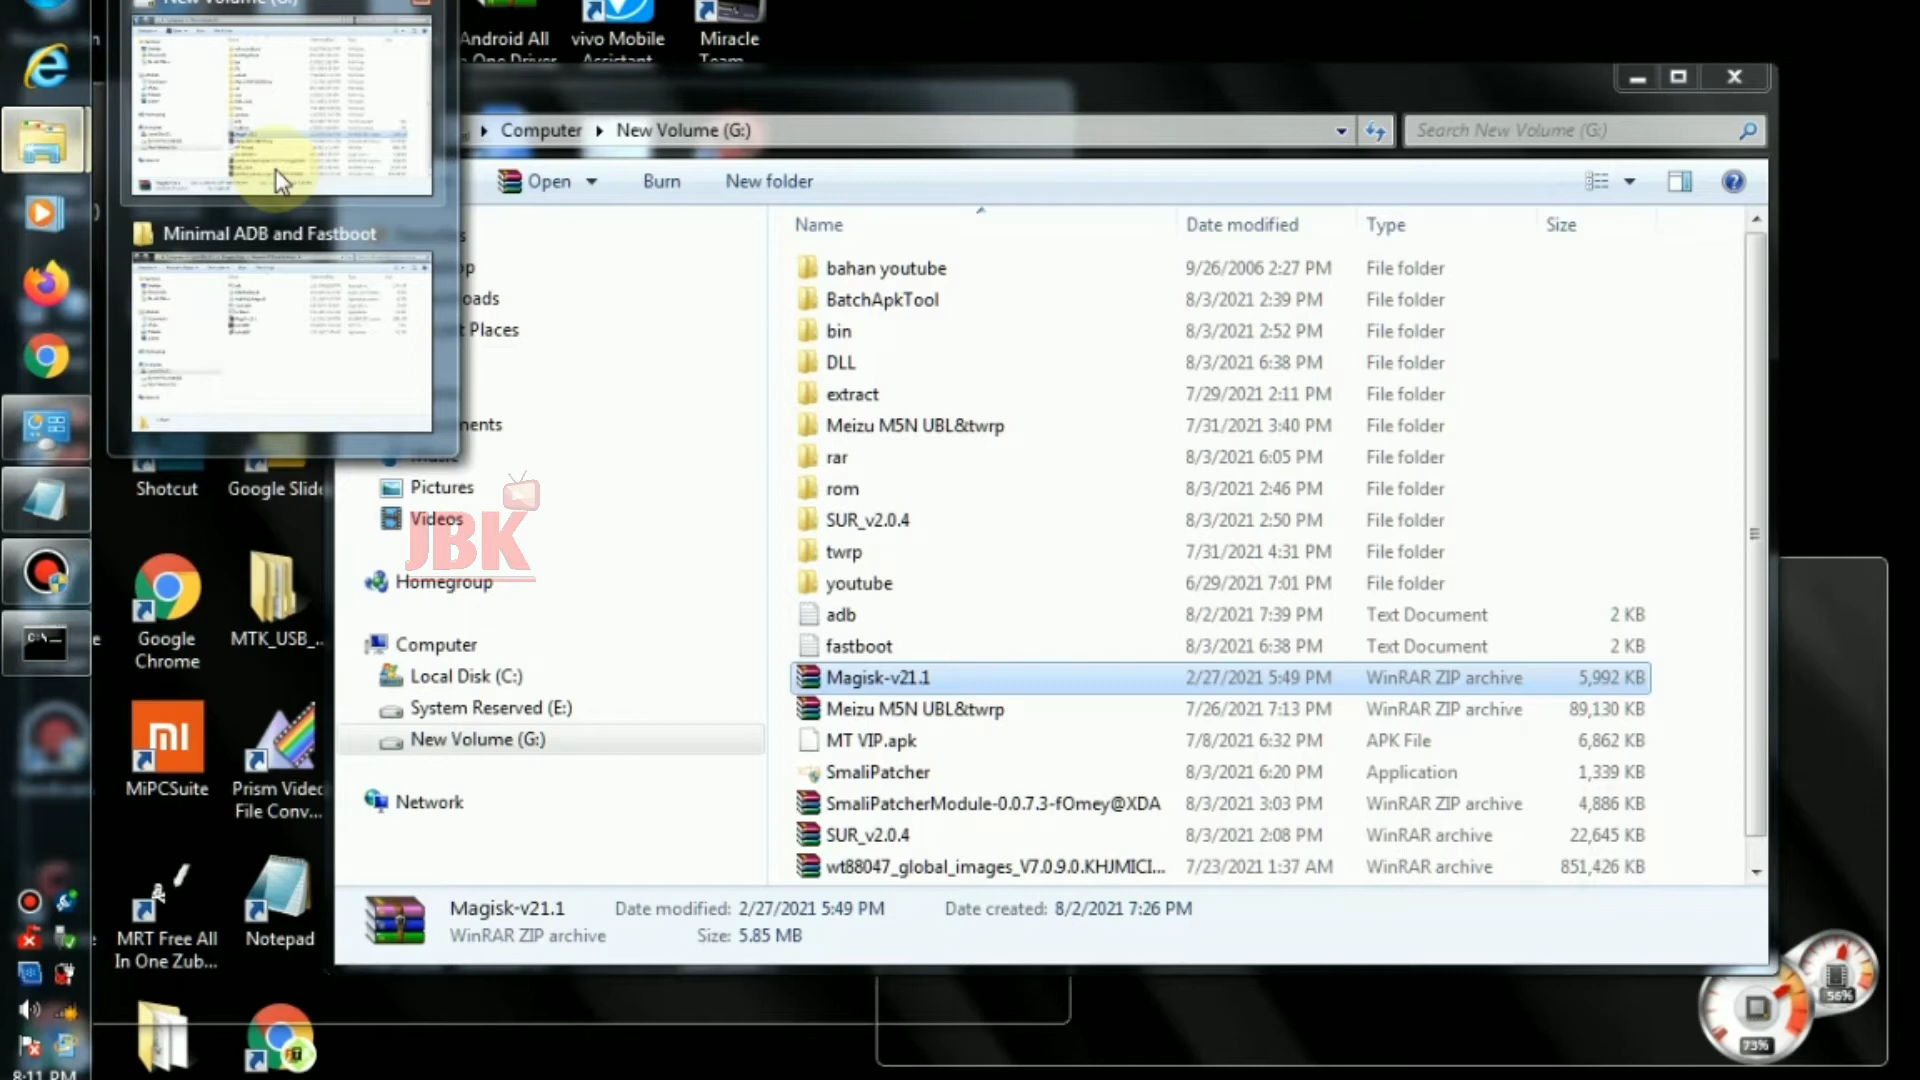 New Volume (G:)
Minimal ADB and Fastboot
Android All
In One Driver
vivo Mobile
Assistant
Miracle
Team
Computer
New Volume (G:)
Search New Volume (G:)
Open
Burn
New folder
oads
t Places
ments
Music
Pictures
Videos
JBK
Homegroup
Computer
Local Disk (C:)
System Reserved (E:)
New Volume (G:)
Network
Name Date modified Type Size
bahan youtube 9/26/2006 2:27 PM File folder
BatchApkTool 8/3/2021 2:39 PM File folder
bin 8/3/2021 2:52 PM File folder
DLL 8/3/2021 6:38 PM File folder
extract 7/29/2021 2:11 PM File folder
Meizu M5N UBL&twrp 7/31/2021 3:40 PM File folder
rar 8/3/2021 6:05 PM File folder
rom 8/3/2021 2:46 PM File folder
SUR_v2.0.4 8/3/2021 2:50 PM File folder
twrp 7/31/2021 4:31 PM File folder
youtube 6/29/2021 7:01 PM File folder
adb 8/2/2021 7:39 PM Text Document 2 KB
fastboot 8/3/2021 6:38 PM Text Document 2 KB
Magisk-v21.1 2/27/2021 5:49 PM WinRAR ZIP archive 5,992 KB
Meizu M5N UBL&twrp 7/26/2021 7:13 PM WinRAR ZIP archive 89,130 KB
MT VIP.apk 7/8/2021 6:32 PM APK File 6,862 KB
SmaliPatcher 8/3/2021 6:20 PM Application 1,339 KB
SmaliPatcherModule-0.0.7.3-fOmey@XDA 8/3/2021 3:03 PM WinRAR ZIP archive 4,886 KB
SUR_v2.0.4 8/3/2021 2:08 PM WinRAR archive 22,645 KB
wt88047_global_images_V7.0.9.0.KHJMICI... 7/23/2021 1:37 AM WinRAR archive 851,426 KB
Magisk-v21.1 Date modified: 2/27/2021 5:49 PM Date created: 8/2/2021 7:26 PM
WinRAR ZIP archive Size: 5.85 MB
Shotcut
Google Slide
Google
Chrome
MTK_USB_...
MiPCSuite
Prism Video
File Conv...
MRT Free All
In One Zub...
Notepad
8:11 PM
56%
73%